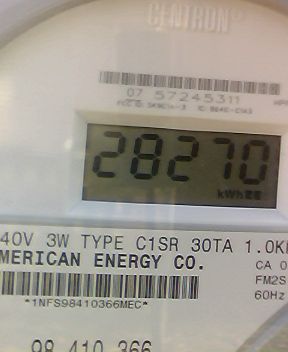 CENTRON®
07 57245311
28270
kWh
40V 3W TYPE C1SR 30TA 1.0K
MERICAN ENERGY CO.
CA 0
FM2S
60Hz
*1NFS98410366MEC*
98 410 366